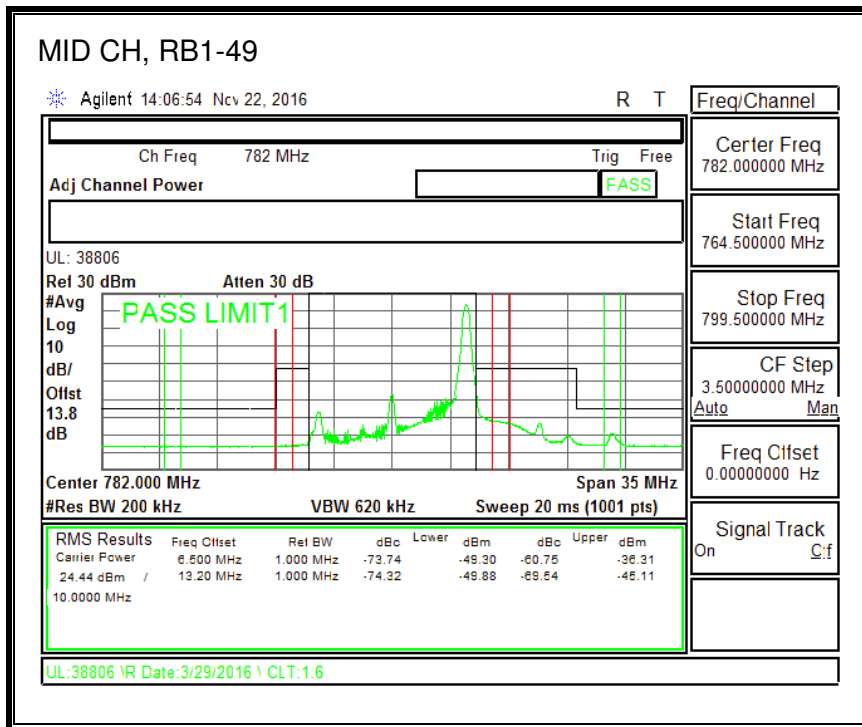 MID CH, RB1-49
Agilent 14:06:54 Nov 22, 2016 R T
Freq/Channel
Ch Freq 782 MHz Trig Free
Adj Channel Power PASS
Center Freq
782.000000 MHz
Start Freq
764.500000 MHz
Stop Freq
799.500000 MHz
CF Step
3.50000000 MHz
Auto Man
Freq Offset
0.00000000 Hz
Signal Track
On Off
UL: 38806
Ref 30 dBm Atten 30 dB
#Avg
Log
10
dB/
Offst
13.8
dB
PASS LIMIT1
Center 782.000 MHz Span 35 MHz
#Res BW 200 kHz VBW 620 kHz Sweep 20 ms (1001 pts)
RMS Results Freq Offset Ref BW dBc Lower dBm dBc Upper dBm
Carrier Power 6.500 MHz 1.000 MHz -73.74 -49.30 -60.75 -36.31
24.44 dBm / 13.20 MHz 1.000 MHz -74.32 -49.88 -69.54 -45.11
10.0000 MHz
UL:38806 \R Date:3/29/2016 \ CLT:1.6